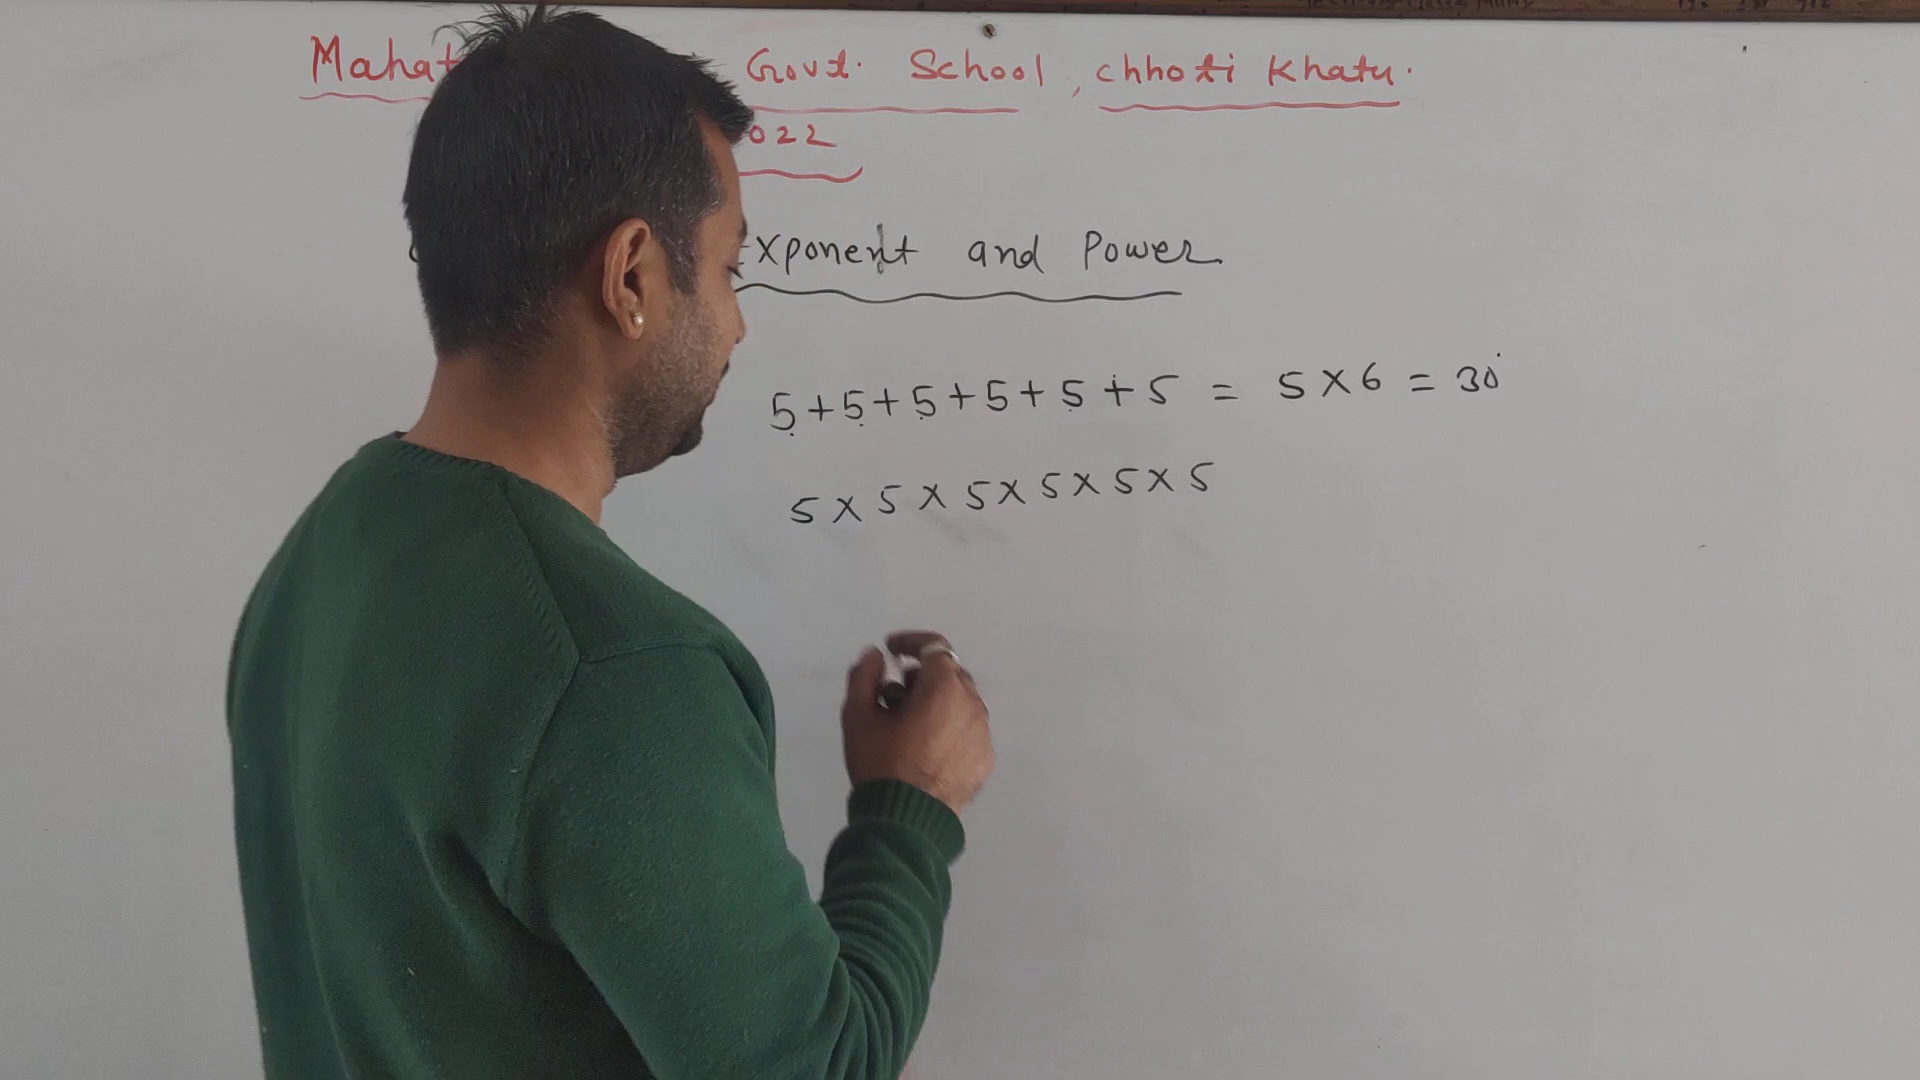 Mahat Govt. School, chhoti Khatu.
022
Exponent and Power
5+5+5+5+5+5 = 5×6 = 30
5×5×5×5×5×5